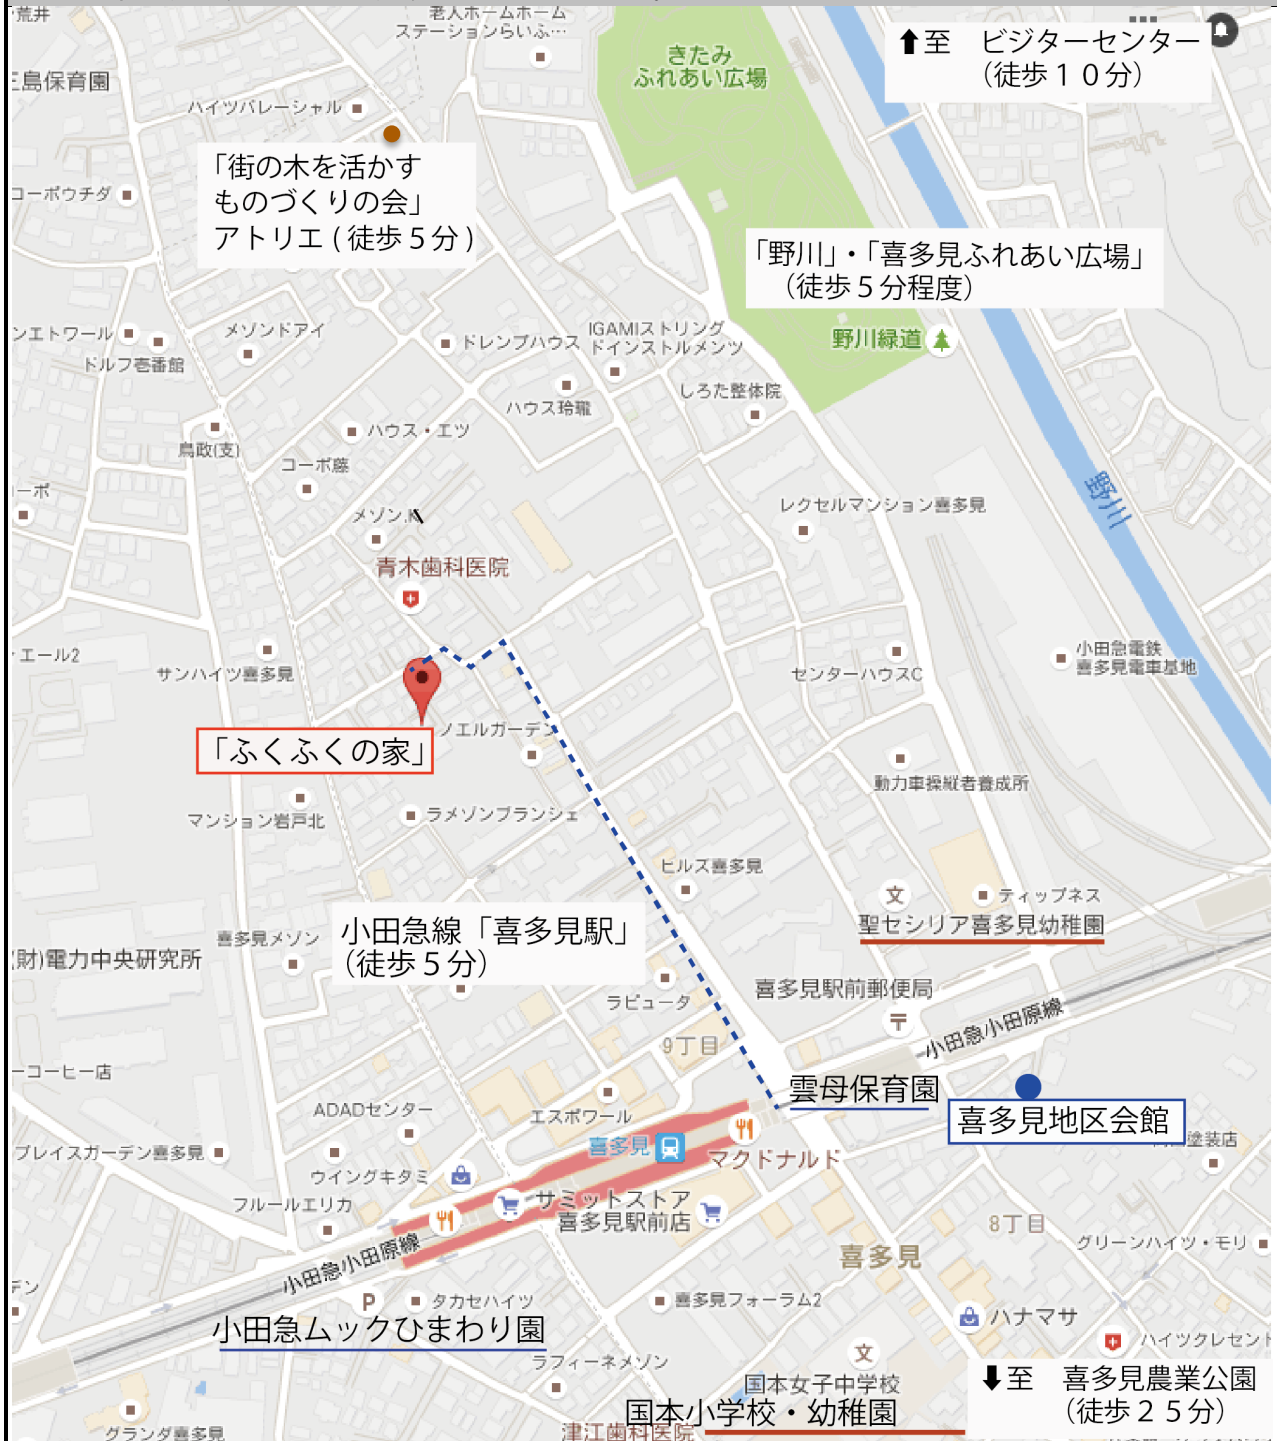 荒井
老人ホームホーム
ステーションらいふ…
きたみ
ふれあい広場
⬆至　ビジターセンター
（徒歩１０分）
三島保育園
ハイツバレーシャル
「街の木を活かす
ものづくりの会」
アトリエ(徒歩５分)
コーポウチダ
「野川」・「喜多見ふれあい広場」
（徒歩５分程度）
ンエトワール
ドルフ壱番館
メゾンドアイ
ドレンブハウス
IGAMIストリング
ドインストルメンツ
野川緑道
しろた整体院
ハウス玲瓏
鳥政(支)
ハウス・エツ
コーポ藤
ーポ
メゾン.K
レクセルマンション喜多見
野川
青木歯科医院
エール2
サンハイツ喜多見
センターハウスC
小田急電鉄
喜多見電車基地
「ふくふくの家」
ノエルガーデン
動力車操縦者養成所
マンション岩戸北
ラメゾンブランシェ
ヒルズ喜多見
ティップネス
聖セシリア喜多見幼稚園
小田急線「喜多見駅」
（徒歩５分）
喜多見メゾン
(財)電力中央研究所
ラピュータ
喜多見駅前郵便局
9丁目
小田急小田原線
ーコーヒー店
雲母保育園
喜多見地区会館
ADADセンター
エスポワール
喜多見
マクドナルド
塗装店
プレイスガーデン喜多見
ウイングキタミ
フルールエリカ
サミットストア
喜多見駅前店
8丁目
グリーンハイツ・モリ
喜多見
小田急小田原線
デン
P
タカセハイツ
喜多見フォーラム2
ハナマサ
小田急ムックひまわり園
ハイツクレセント
ラフィーネメゾン
文
国本女子中学校
⬇至　喜多見農業公園
（徒歩２５分）
国本小学校・幼稚園
津江歯科医院
グランダ喜多見